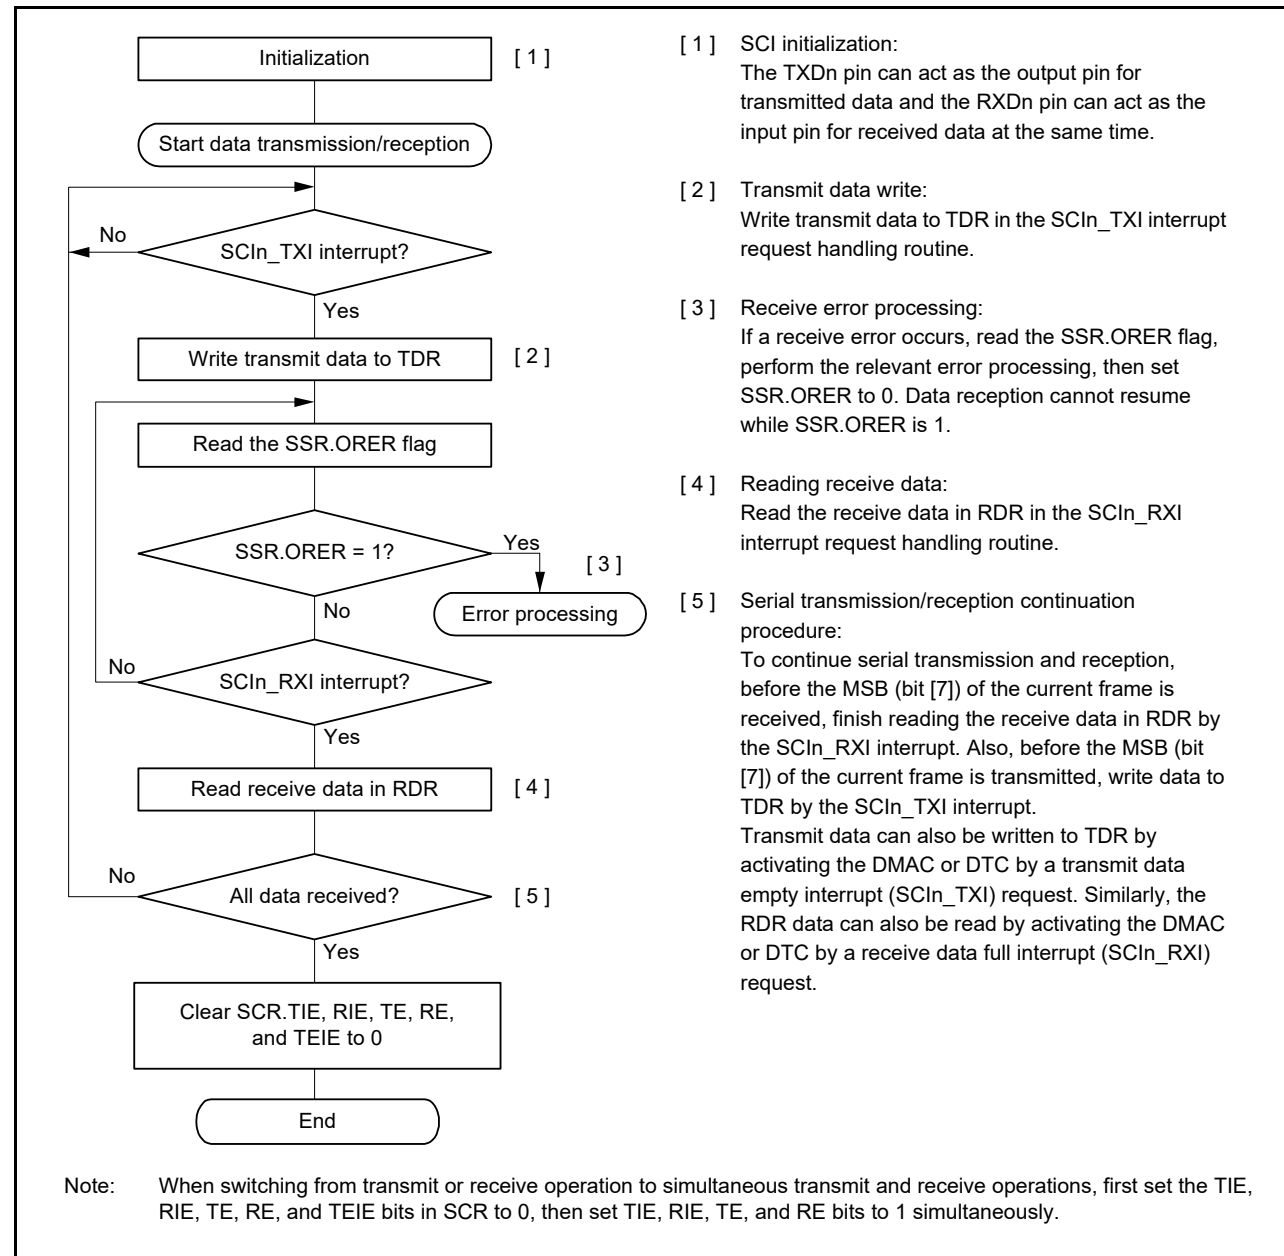 Initialization
[ 1 ]
Start data transmission/reception
No
SCIn_TXI interrupt?
Yes
Write transmit data to TDR
[ 2 ]
Read the SSR.ORER flag
SSR.ORER = 1?
Yes
[ 3 ]
Error processing
No
No
SCIn_RXI interrupt?
Yes
Read receive data in RDR
[ 4 ]
No
All data received?
[ 5 ]
Yes
Clear SCR.TIE, RIE, TE, RE,
and TEIE to 0
End
[ 1 ] SCI initialization:
The TXDn pin can act as the output pin for
transmitted data and the RXDn pin can act as the
input pin for received data at the same time.
[ 2 ] Transmit data write:
Write transmit data to TDR in the SCIn_TXI interrupt
request handling routine.
[ 3 ] Receive error processing:
If a receive error occurs, read the SSR.ORER flag,
perform the relevant error processing, then set
SSR.ORER to 0. Data reception cannot resume
while SSR.ORER is 1.
[ 4 ] Reading receive data:
Read the receive data in RDR in the SCIn_RXI
interrupt request handling routine.
[ 5 ] Serial transmission/reception continuation
procedure:
To continue serial transmission and reception,
before the MSB (bit [7]) of the current frame is
received, finish reading the receive data in RDR by
the SCIn_RXI interrupt. Also, before the MSB (bit
[7]) of the current frame is transmitted, write data to
TDR by the SCIn_TXI interrupt.
Transmit data can also be written to TDR by
activating the DMAC or DTC by a transmit data
empty interrupt (SCIn_TXI) request. Similarly, the
RDR data can also be read by activating the DMAC
or DTC by a receive data full interrupt (SCIn_RXI)
request.
Note: When switching from transmit or receive operation to simultaneous transmit and receive operations, first set the TIE,
RIE, TE, RE, and TEIE bits in SCR to 0, then set TIE, RIE, TE, and RE bits to 1 simultaneously.